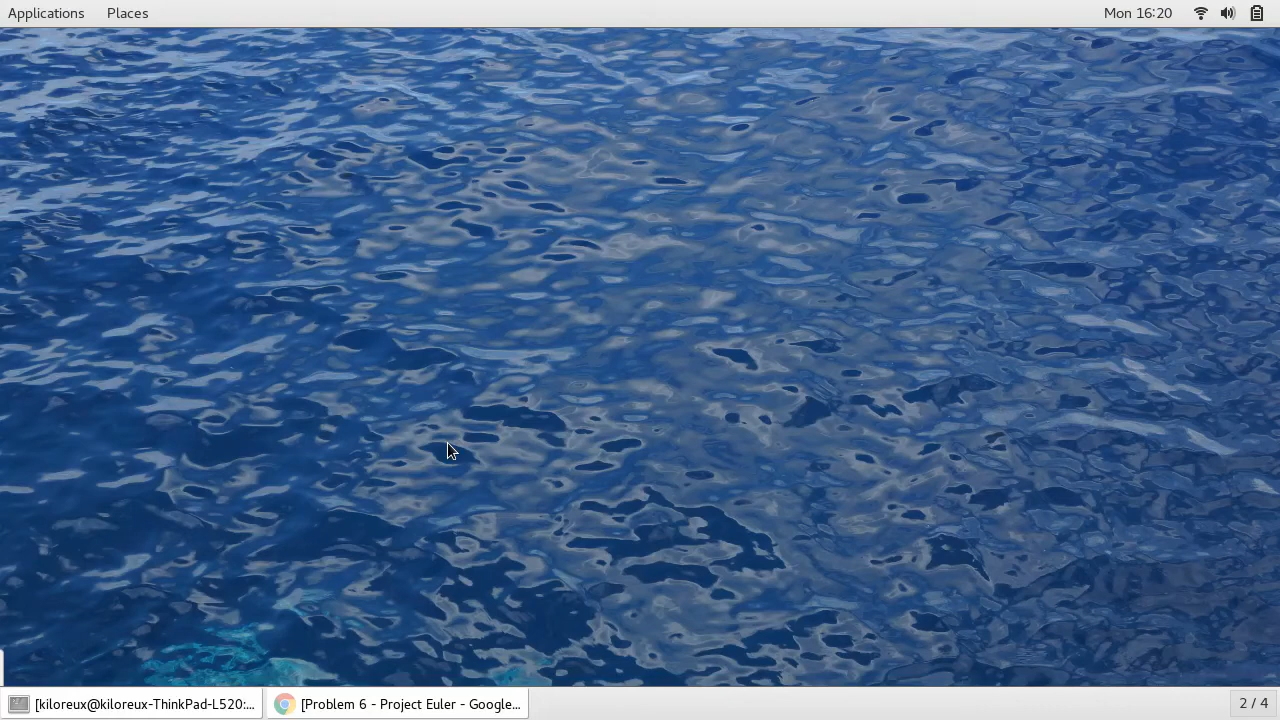 Applications Places Mon 16:20
[kiloreux@kiloreux-ThinkPad-L520:... [Problem 6 - Project Euler - Google... 2 / 4